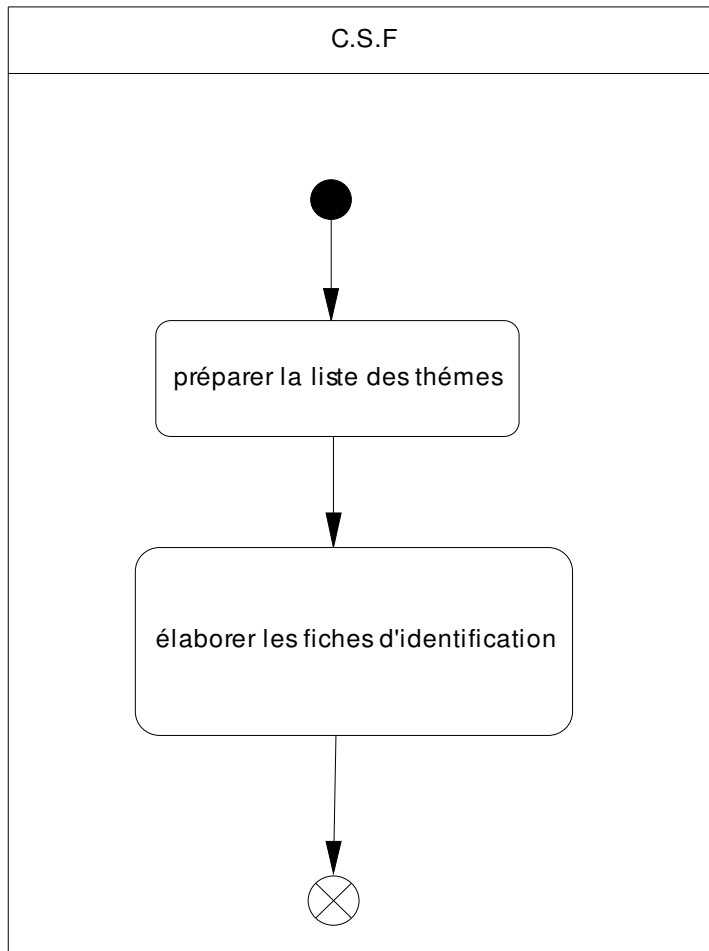 C.S.F
préparer la liste des thémes
élaborer les fiches d'identification